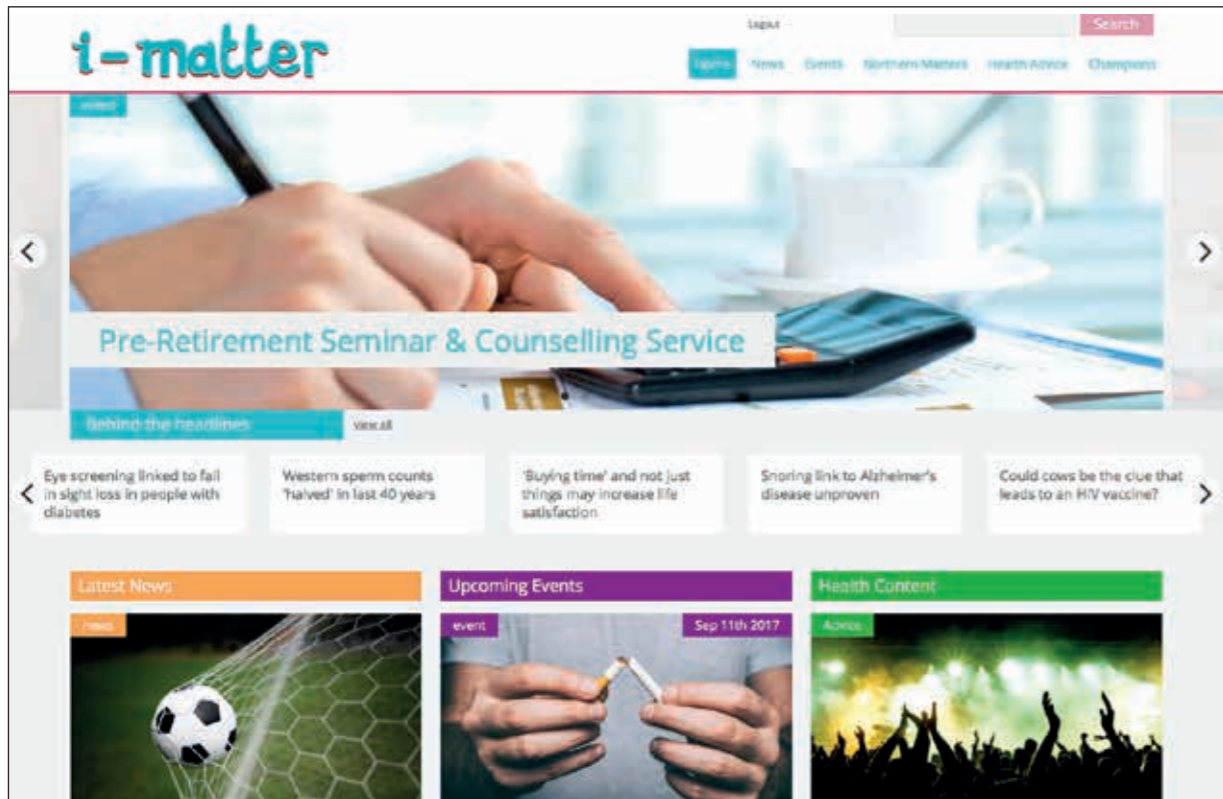 i-matter
Logout
Search
Home News Events Northern Matters Health Advice Champions
event
Pre-Retirement Seminar & Counselling Service
Behind the headlines view all
Eye screening linked to fall
in sight loss in people with
diabetes
Western sperm counts
'halved' in last 40 years
'Buying time' and not just
things may increase life
satisfaction
Snoring link to Alzheimer's
disease unproven
Could cows be the clue that
leads to an HIV vaccine?
Latest News
news
Upcoming Events
event Sep 11th 2017
Health Content
Advice